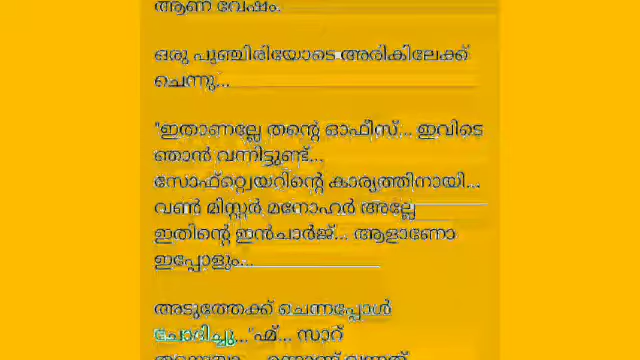 ആണ് വേഷം.
ഒരു പുഞ്ചിരിയോടെ അരികിലേക്ക്
ചെന്നു...
"ഇതാണല്ലേ തന്റെ ഓഫീസ്... ഇവിടെ
ഞാൻ വന്നിട്ടുണ്ട്...
സോഫ്റ്റ്വെയറിന്റെ കാര്യത്തിനായി...
വൺ മിസ്റ്റർ മനോഹർ അല്ലേ
ഇതിന്റെ ഇൻചാർജ്... ആളാണോ
ഇപ്പോളും...
അടുത്തേക്ക് ചെന്നപ്പോൾ
ചോദിച്ചു..."ഹ്മ്... സാറ്